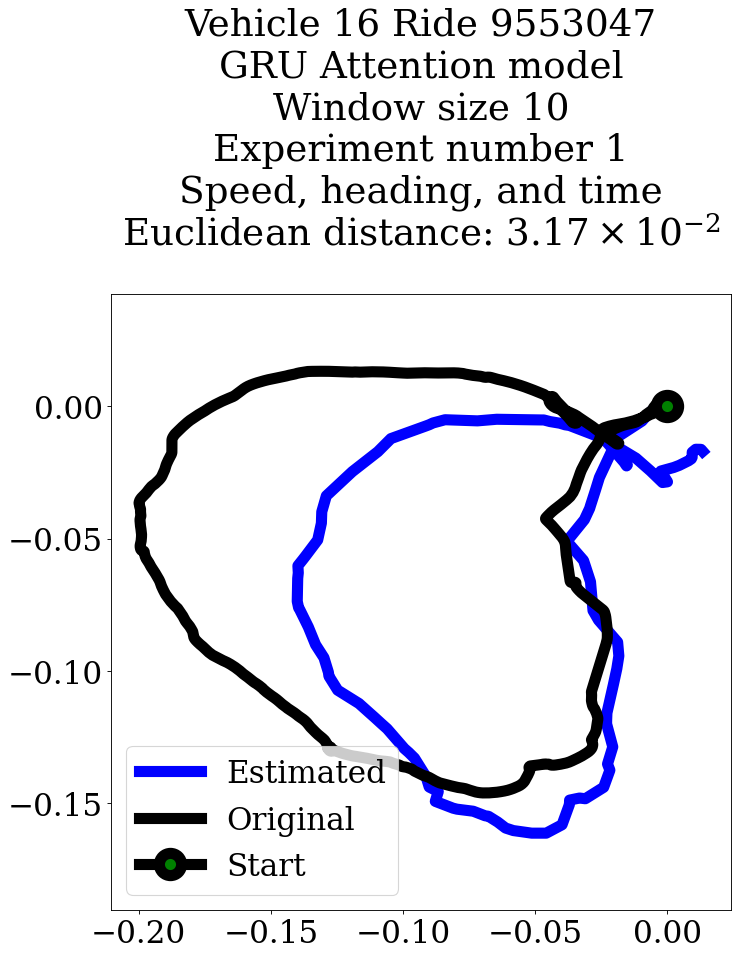 Vehicle 16 Ride 9553047
GRU Attention model
Window size 10
Experiment number 1
Speed, heading, and time
Euclidean distance: 3.17 × 10⁻²
0.00
−0.05
−0.10
−0.15
Estimated
Original
Start
−0.20 −0.15 −0.10 −0.05 0.00